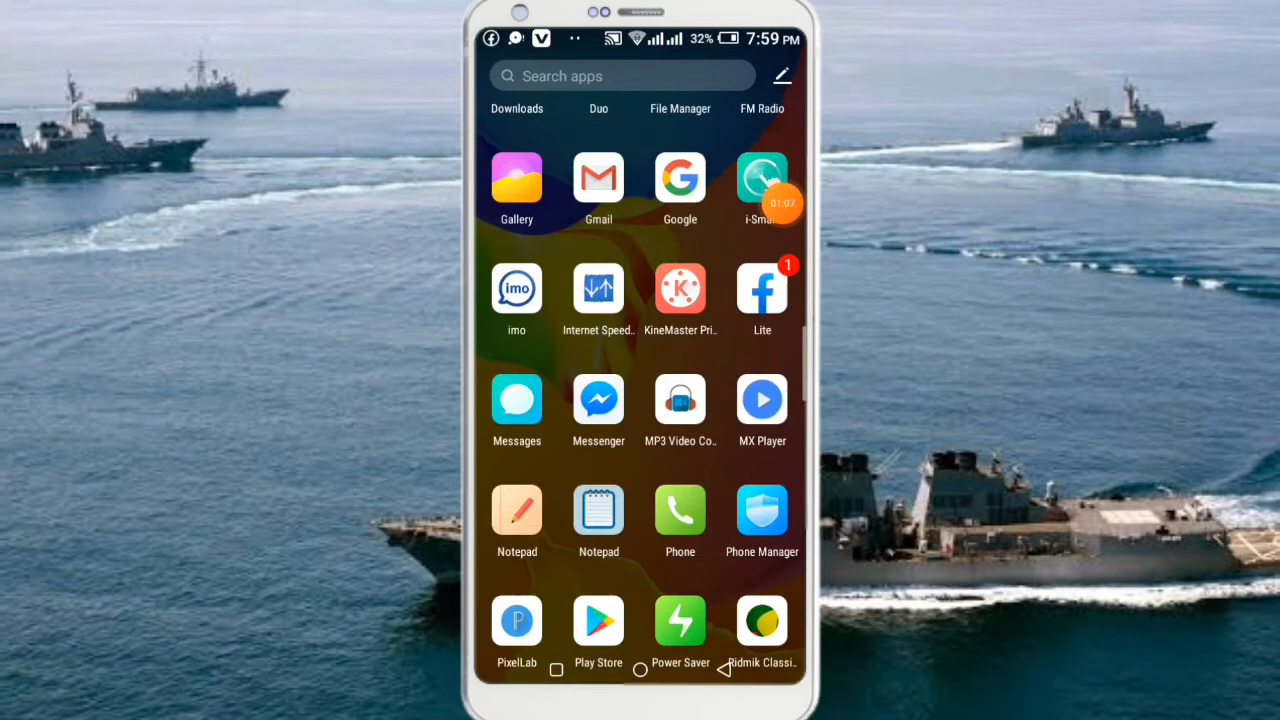 32% 7:59 PM
Search apps
Downloads Duo File Manager FM Radio
01:07
Gallery Gmail Google i-Sma
1
imo
imo Internet Speed.. KineMaster Pri.. Lite
Messages Messenger MP3 Video Co.. MX Player
Notepad Notepad Phone Phone Manager
PixelLab Play Store Power Saver Ridmik Classi..